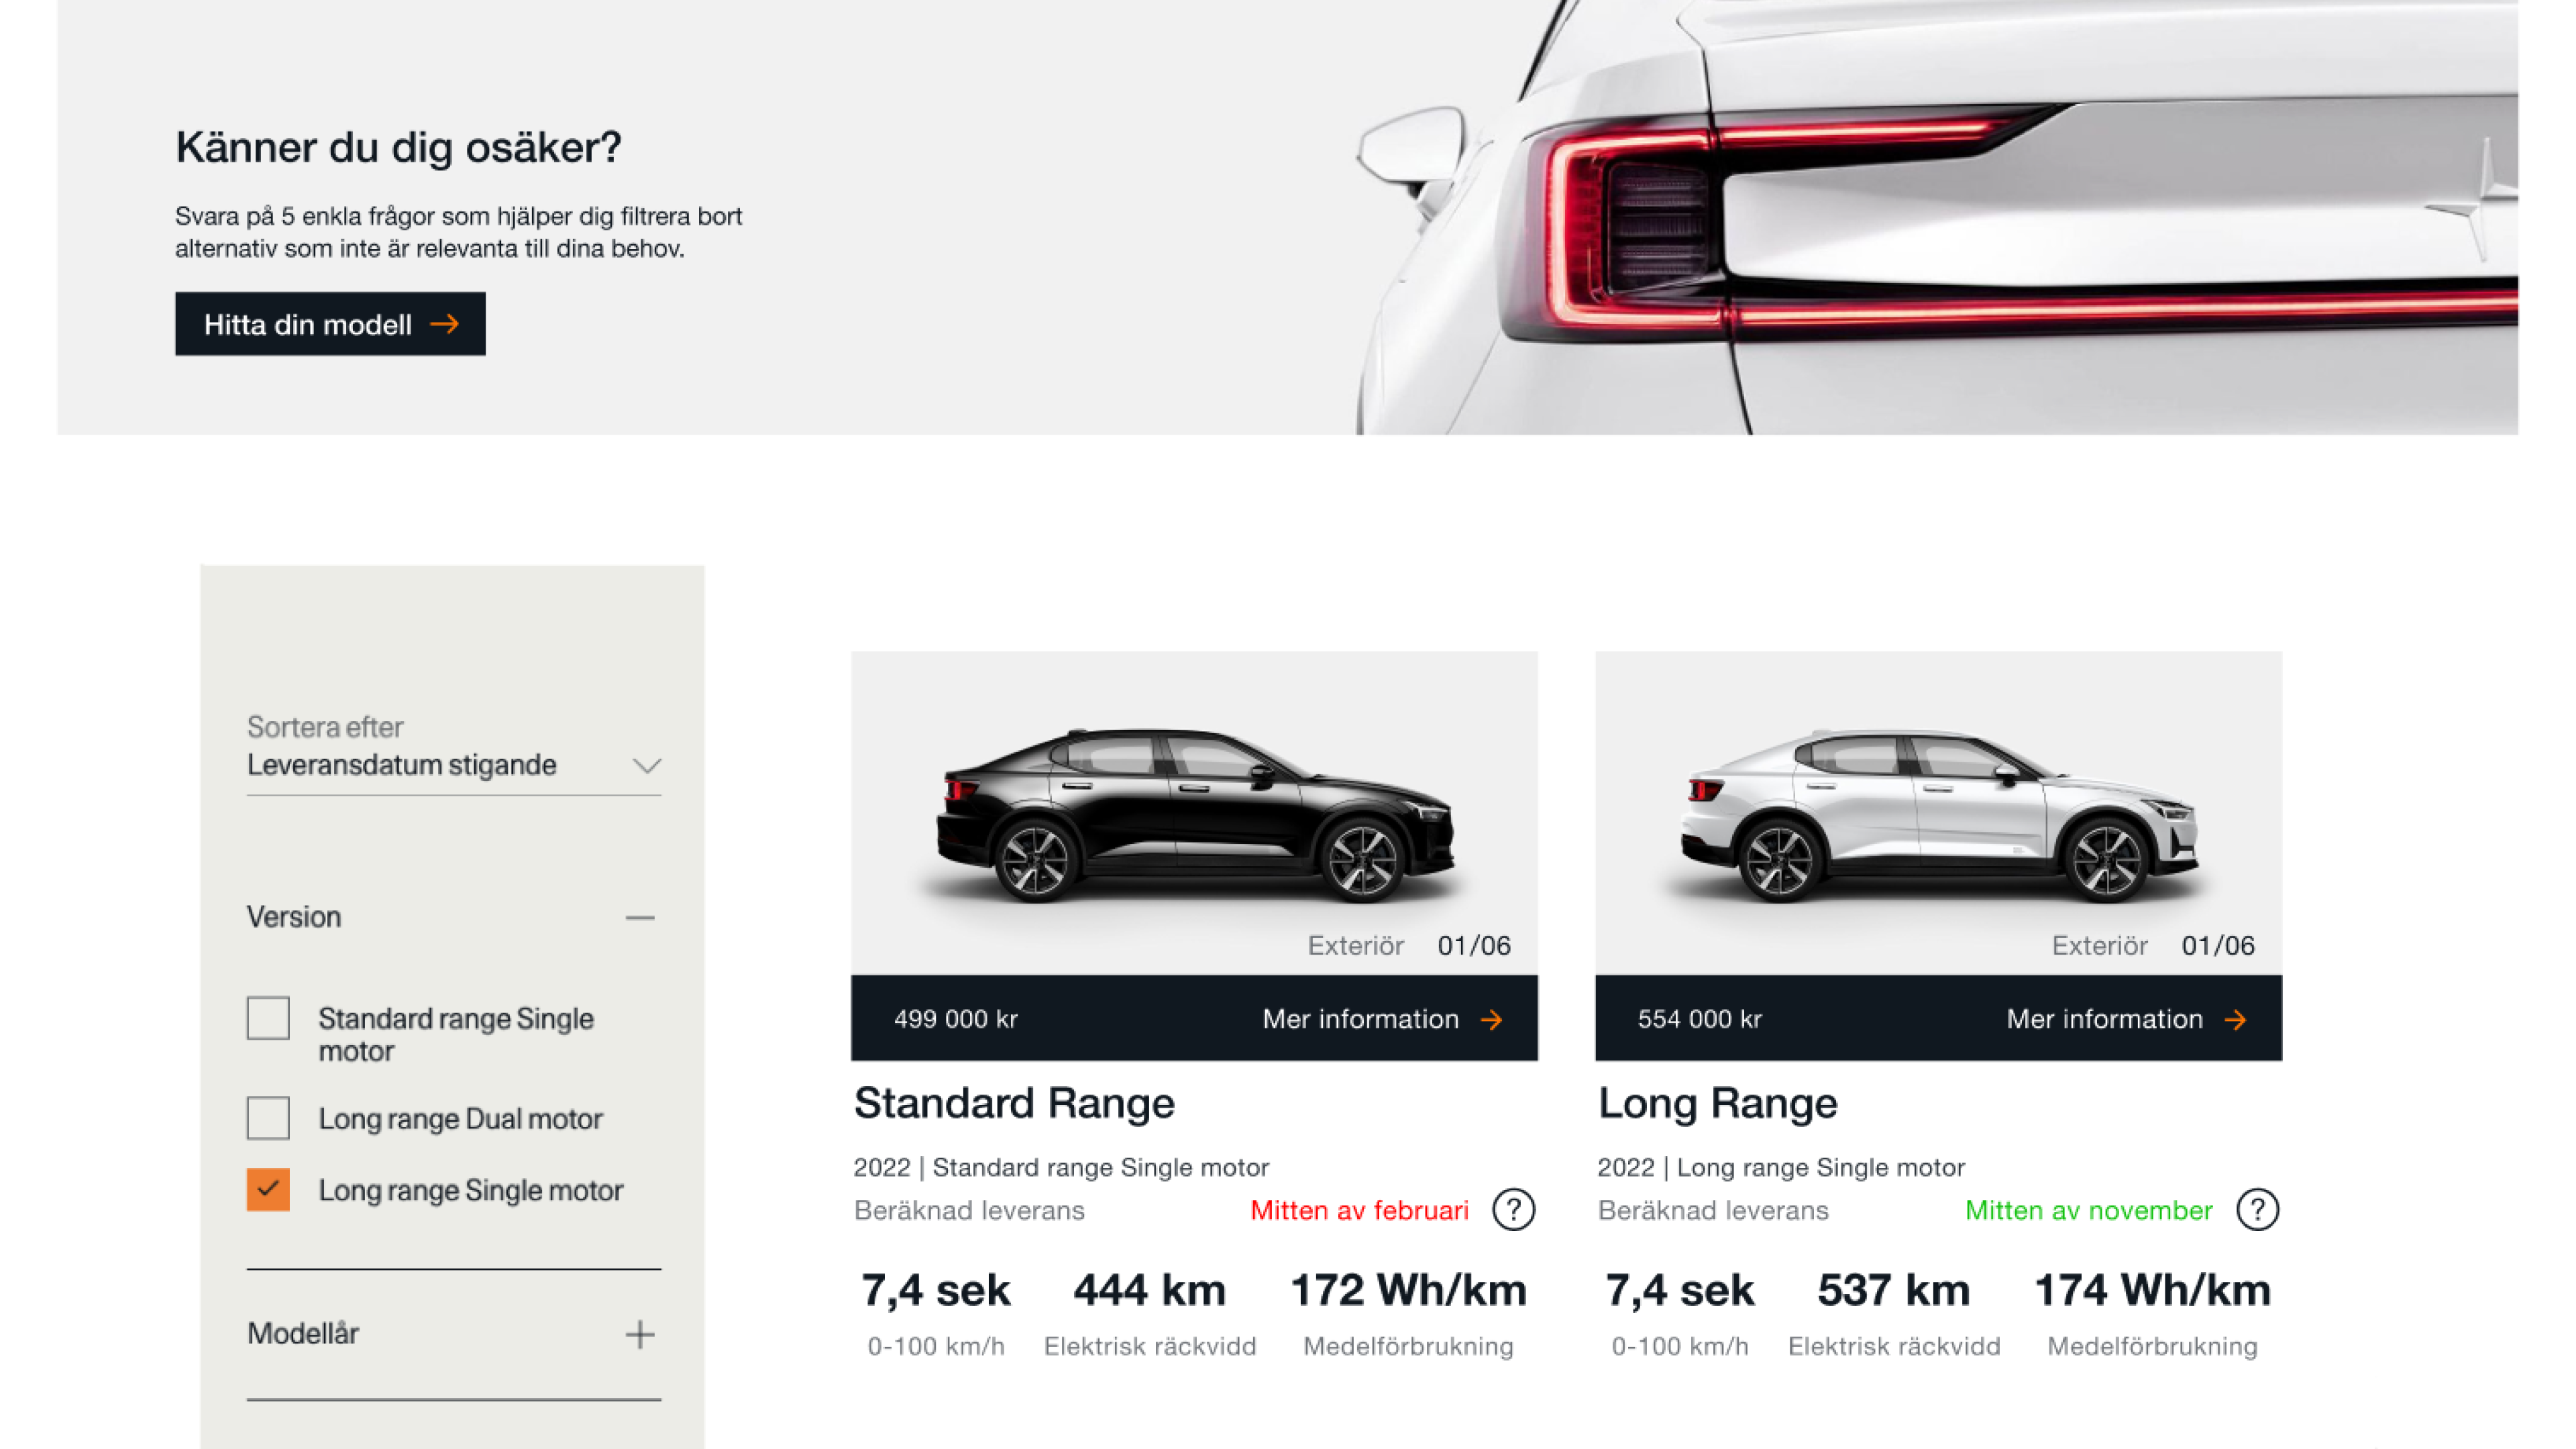 Känner du dig osäker?
Svara på 5 enkla frågor som hjälper dig filtrera bort
alternativ som inte är relevanta till dina behov.
Hitta din modell
Sortera efter
Leveransdatum stigande
Version
Standard range Single
motor
Long range Dual motor
Long range Single motor
Modellår
Exteriör 01/06
499 000 kr Mer information
Standard Range
2022 | Standard range Single motor
Beräknad leverans Mitten av februari ?
7,4 sek 444 km 172 Wh/km
0-100 km/h Elektrisk räckvidd Medelförbrukning
Exteriör 01/06
554 000 kr Mer information
Long Range
2022 | Long range Single motor
Beräknad leverans Mitten av november ?
7,4 sek 537 km 174 Wh/km
0-100 km/h Elektrisk räckvidd Medelförbrukning